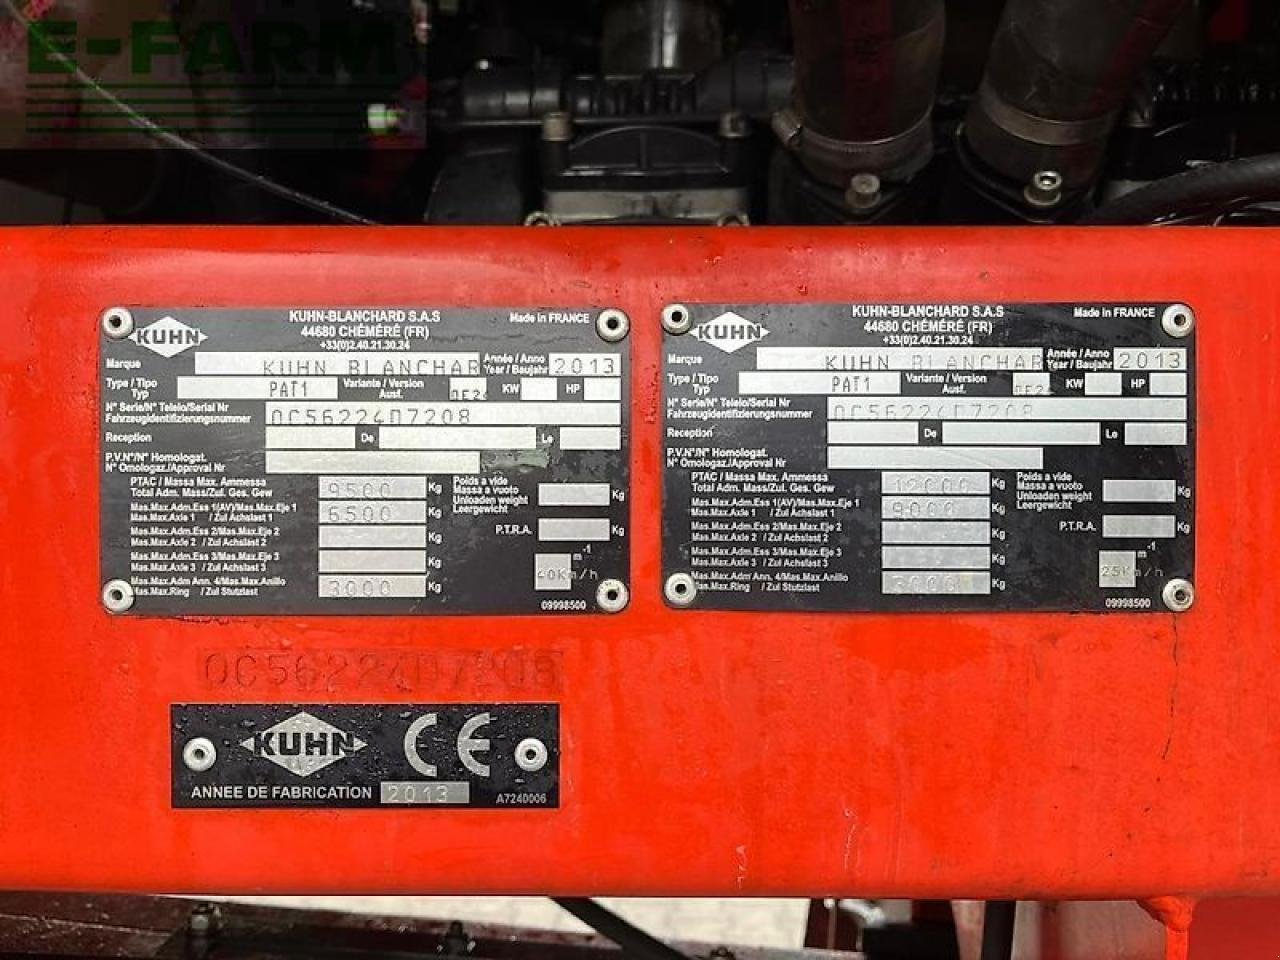 E-FARM
KUHN
KUHN-BLANCHARD S.A.S
44680 CHÉMÉRÉ (FR)
+33(0)2.40.21.30.24
Made in FRANCE
Marque
KUHN BLANCHAR
Année / Anno
Year / Baujahr
2013
Type / Tipo
Typ
PAT1
Variante / Version
Ausf.
KW
HP
N° Serie/N° Teleio/Serial Nr
Fahrzeugidentifizierungsnummer
0C56224D7208
Reception
De
Le
P.V.N°/N° Homologat.
N° Omologaz./Approval Nr
PTAC / Massa Max. Ammessa
Total Adm. Mass/Zul. Ges. Gew
9500 Kg
Mas.Max.Adm.Ess 1(AV)/Mas.Max.Eje 1
Mas.Max.Axle 1 / Zul Achslast 1
6500 Kg
Mas.Max.Adm.Ess 2/Mas.Max.Eje 2
Mas.Max.Axle 2 / Zul Achslast 2
Kg
Mas.Max.Adm.Ess 3/Mas.Max.Eje 3
Mas.Max.Axle 3 / Zul Achslast 3
Kg
Mas.Max.Adm Ann. 4/Mas.Max.Anillo
Mas.Max.Ring / Zul Stutzlast
3000 Kg
Poids a vide
Massa a vuoto
Unloaden weight
Leergewicht
Kg
P.T.R.A.
Kg
m-1
40Km/h
09998500
KUHN
KUHN-BLANCHARD S.A.S
44680 CHÉMÉRÉ (FR)
+33(0)2.40.21.30.24
Made in FRANCE
Marque
KUHN BLANCHAR
Année / Anno
Year / Baujahr
2013
Type / Tipo
Typ
PAT1
Variante / Version
Ausf.
KW
HP
N° Serie/N° Teleio/Serial Nr
Fahrzeugidentifizierungsnummer
0C56224D7208
Reception
De
Le
P.V.N°/N° Homologat.
N° Omologaz./Approval Nr
PTAC / Massa Max. Ammessa
Total Adm. Mass/Zul. Ges. Gew
12000 Kg
Mas.Max.Adm.Ess 1(AV)/Mas.Max.Eje 1
Mas.Max.Axle 1 / Zul Achslast 1
9000 Kg
Mas.Max.Adm.Ess 2/Mas.Max.Eje 2
Mas.Max.Axle 2 / Zul Achslast 2
Kg
Mas.Max.Adm.Ess 3/Mas.Max.Eje 3
Mas.Max.Axle 3 / Zul Achslast 3
Kg
Mas.Max.Adm Ann. 4/Mas.Max.Anillo
Mas.Max.Ring / Zul Stutzlast
3000 Kg
Poids a vide
Massa a vuoto
Unloaden weight
Leergewicht
Kg
P.T.R.A.
Kg
m-1
25Km/h
09998500
0C56224D7208
KUHN CE
ANNEE DE FABRICATION 2013
A7240006